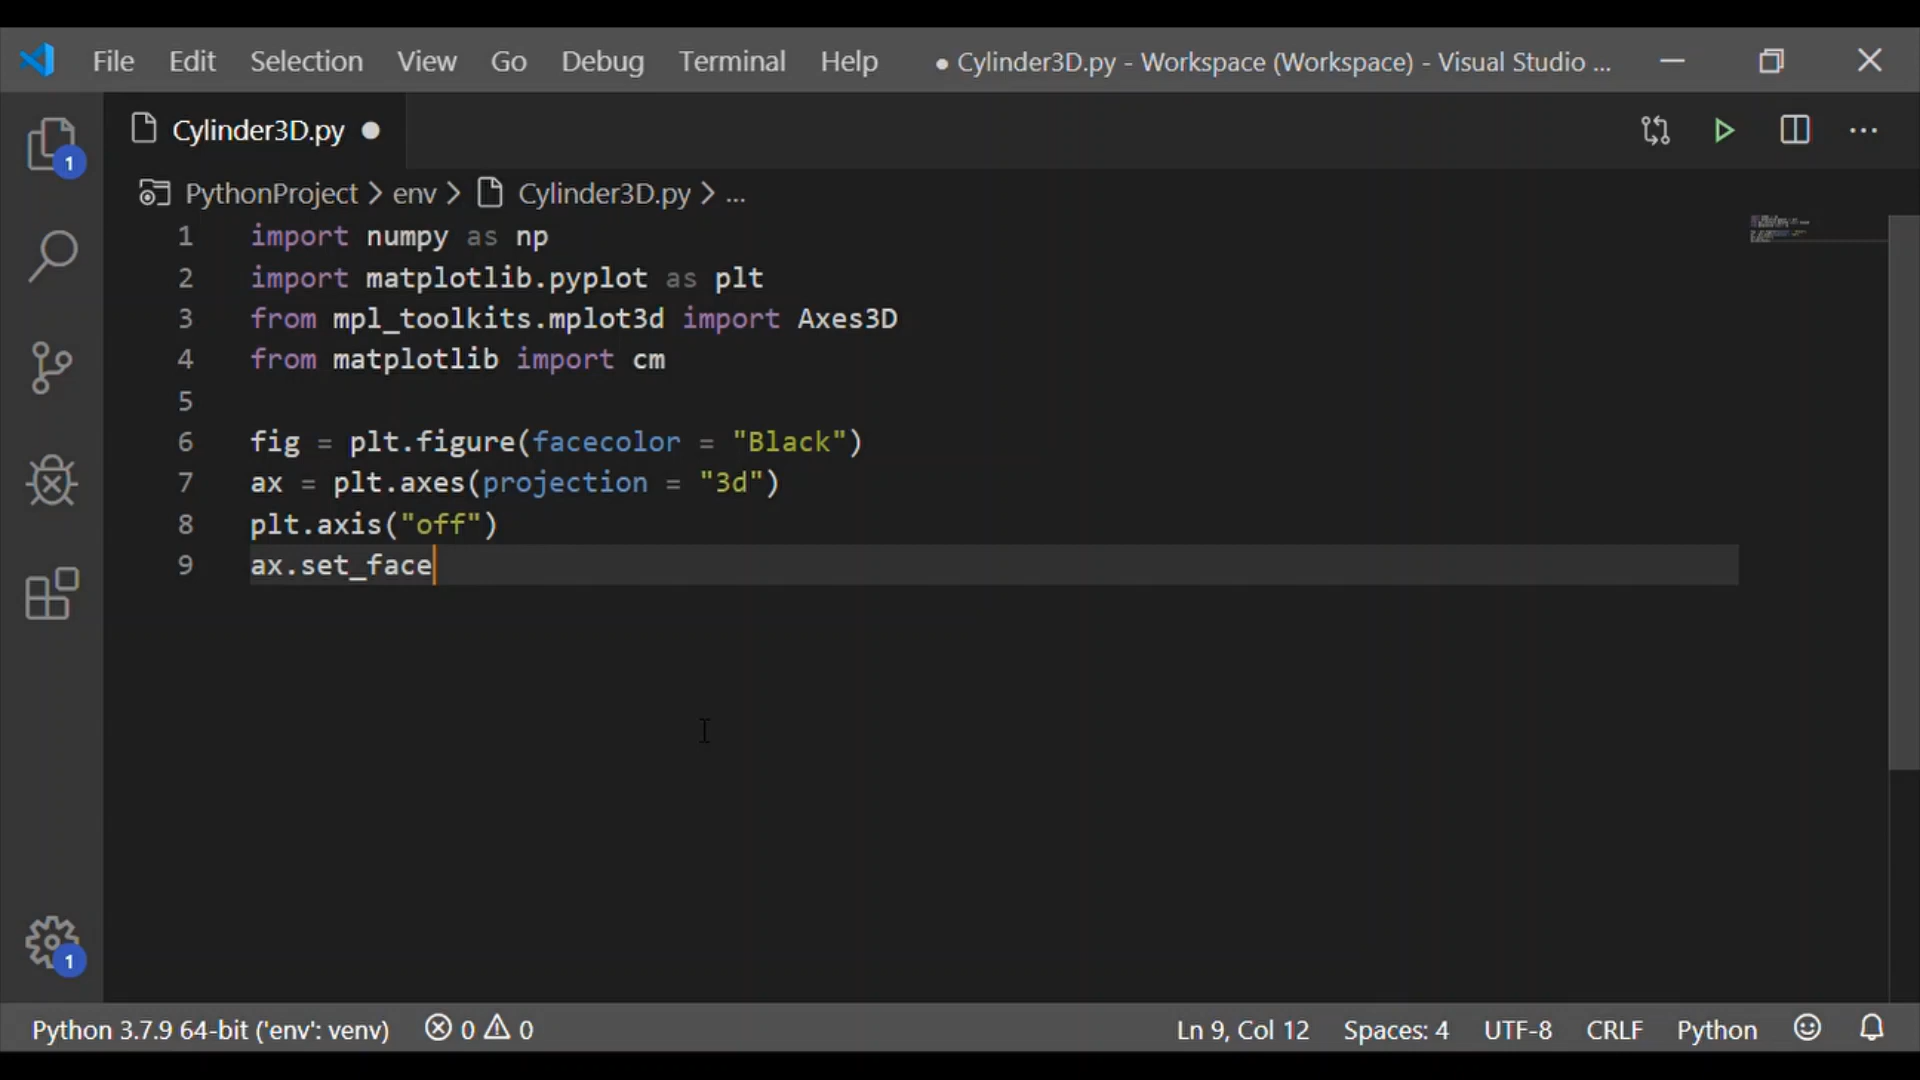 File Edit Selection View Go Debug Terminal Help ● Cylinder3D.py - Workspace (Workspace) - Visual Studio ...
Cylinder3D.py
PythonProject > env > Cylinder3D.py > ...
1 import numpy as np
2 import matplotlib.pyplot as plt
3 from mpl_toolkits.mplot3d import Axes3D
4 from matplotlib import cm
5
6 fig = plt.figure(facecolor = "Black")
7 ax = plt.axes(projection = "3d")
8 plt.axis("off")
9 ax.set_face
1
1
Python 3.7.9 64-bit ('env': venv) 0 0 Ln 9, Col 12 Spaces: 4 UTF-8 CRLF Python